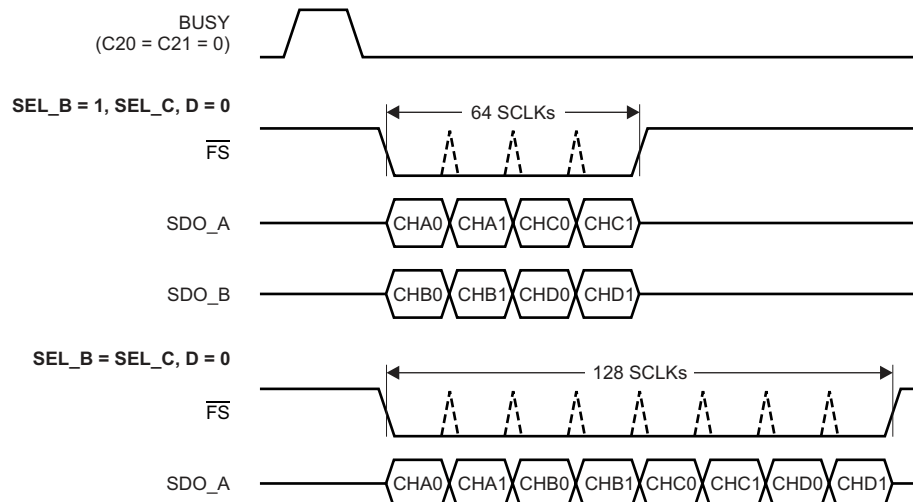 BUSY
(C20 = C21 = 0)
SEL_B = 1, SEL_C, D = 0
64 SCLKs
FS
SDO_A
CHA0 CHA1 CHC0 CHC1
SDO_B
CHB0 CHB1 CHD0 CHD1
SEL_B = SEL_C, D = 0
128 SCLKs
FS
SDO_A
CHA0 CHA1 CHB0 CHB1 CHC0 CHC1 CHD0 CHD1